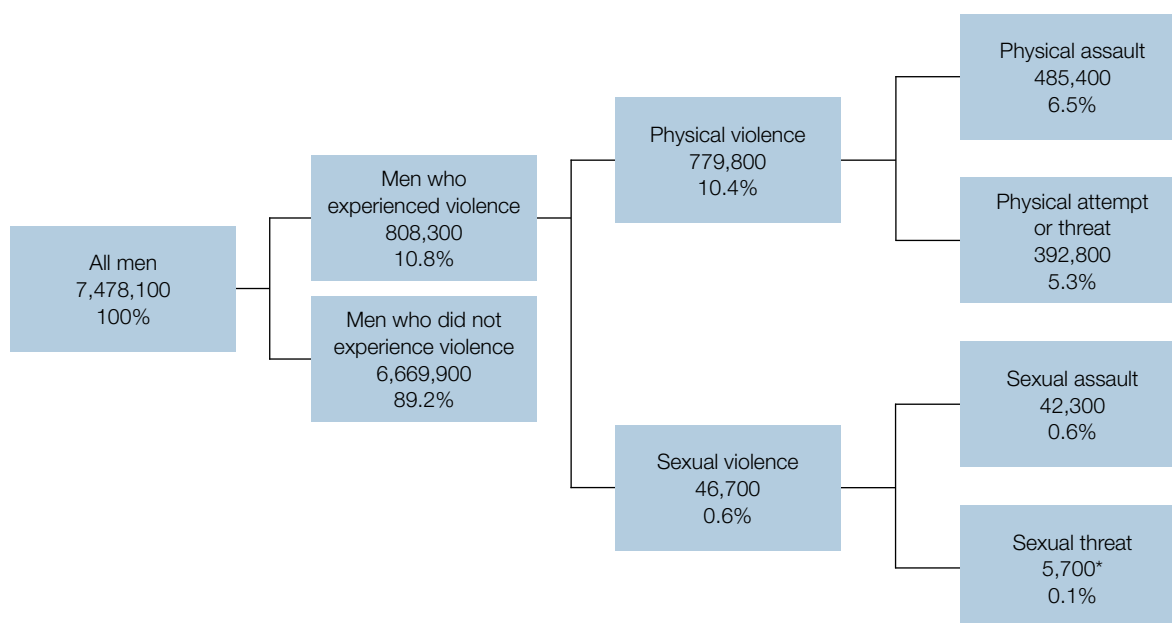 All men
7,478,100
100%
Men who
experienced violence
808,300
10.8%
Men who did not
experience violence
6,669,900
89.2%
Physical violence
779,800
10.4%
Sexual violence
46,700
0.6%
Physical assault
485,400
6.5%
Physical attempt
or threat
392,800
5.3%
Sexual assault
42,300
0.6%
Sexual threat
5,700*
0.1%